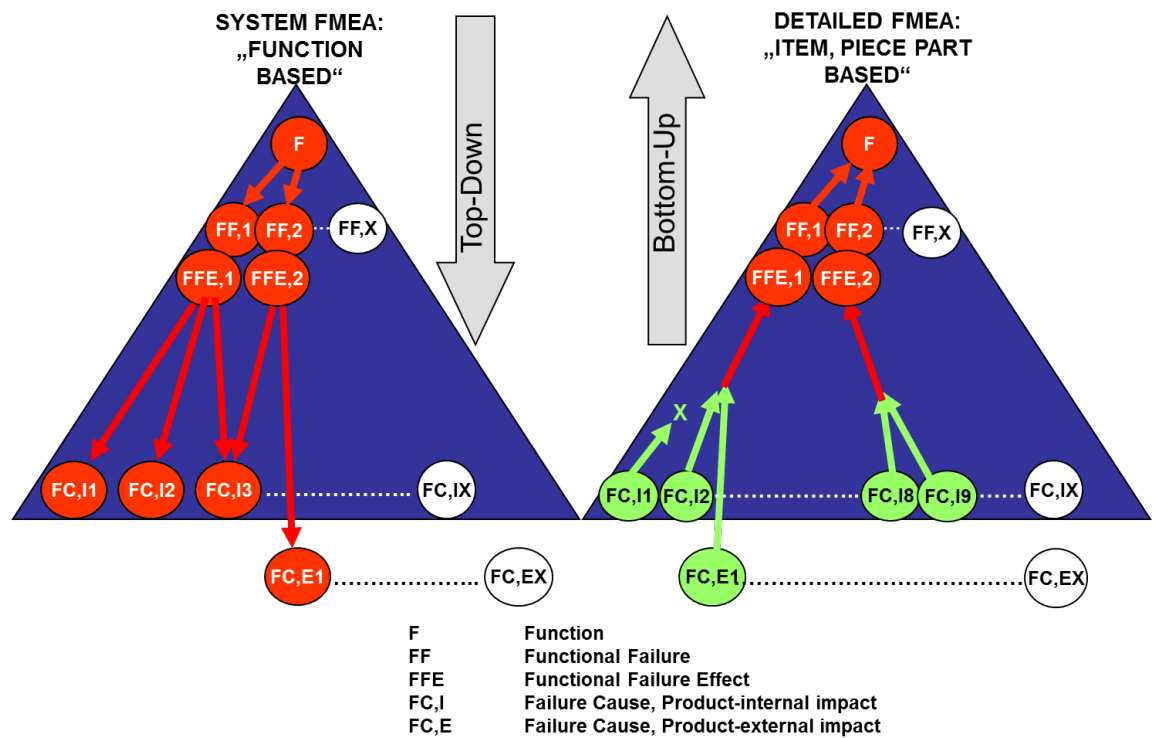 SYSTEM FMEA:
„FUNCTION
BASED“
Top-Down
F
FF,1 FF,2 FF,X
FFE,1 FFE,2
FC,I1 FC,I2 FC,I3 FC,IX
FC,E1 FC,EX
DETAILED FMEA:
„ITEM, PIECE PART
BASED“
Bottom-Up
F
FF,1 FF,2 FF,X
FFE,1 FFE,2
X
FC,I1 FC,I2 FC,I8 FC,I9 FC,IX
FC,E1 FC,EX
F Function
FF Functional Failure
FFE Functional Failure Effect
FC,I Failure Cause, Product-internal impact
FC,E Failure Cause, Product-external impact